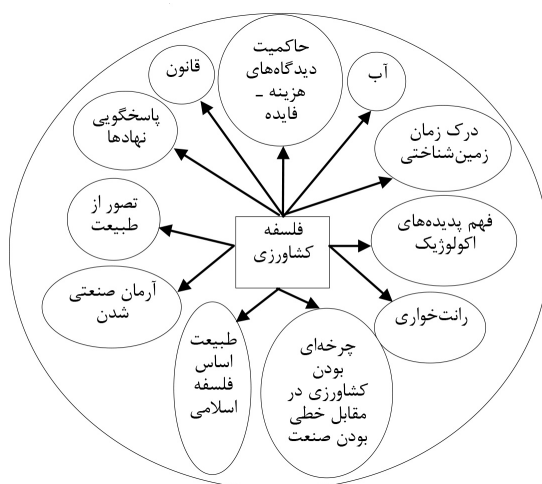 حاکمیت
دیدگاه‌های
هزینه –
فایده
آب
قانون
درک زمان
زمین‌شناختی
پاسخگویی
نهادها
فهم پدیده‌های
اکولوژیک
تصور از
طبیعت
فلسفه
کشاورزی
رانت‌خواری
آرمان صنعتی
شدن
چرخه‌ای
بودن
کشاورزی در
مقابل خطی
بودن صنعت
طبیعت
اساس
فلسفه
اسلامی